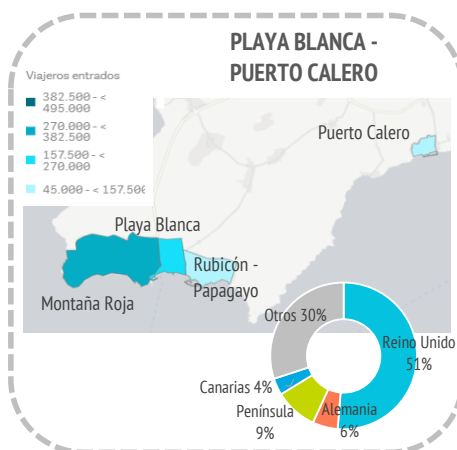 PLAYA BLANCA -
PUERTO CALERO
Viajeros entrados
382.500 - <
495.000
270.000 - <
382.500
157.500 - <
270.000
45.000 - < 157.500
Puerto Calero
Playa Blanca
Rubicón -
Papagayo
Montaña Roja
Otros 30%
Reino Unido
51%
Canarias 4%
Península
9%
Alemania
6%